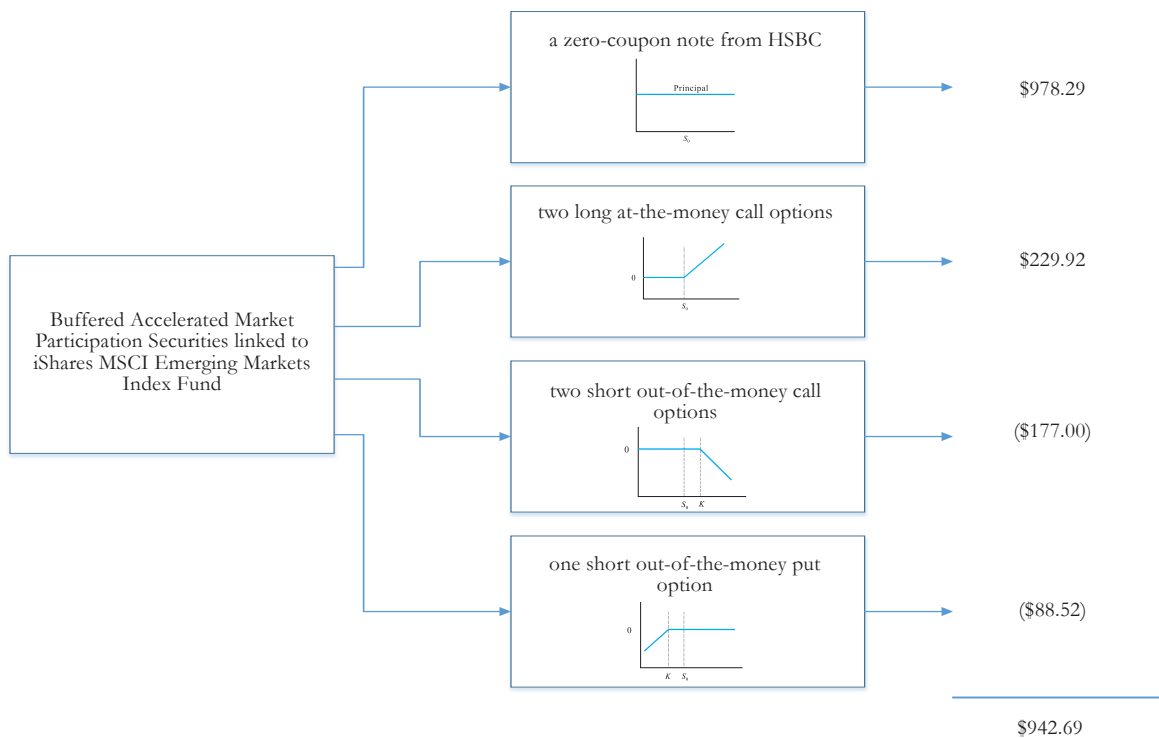 a zero-coupon note from HSBC
Principal
S₀
$978.29
two long at-the-money call options
0
S₀
$229.92
Buffered Accelerated Market
Participation Securities linked to
iShares MSCI Emerging Markets
Index Fund
two short out-of-the-money call
options
0
S₀ K
($177.00)
one short out-of-the-money put
option
0
K S₀
($88.52)
$942.69